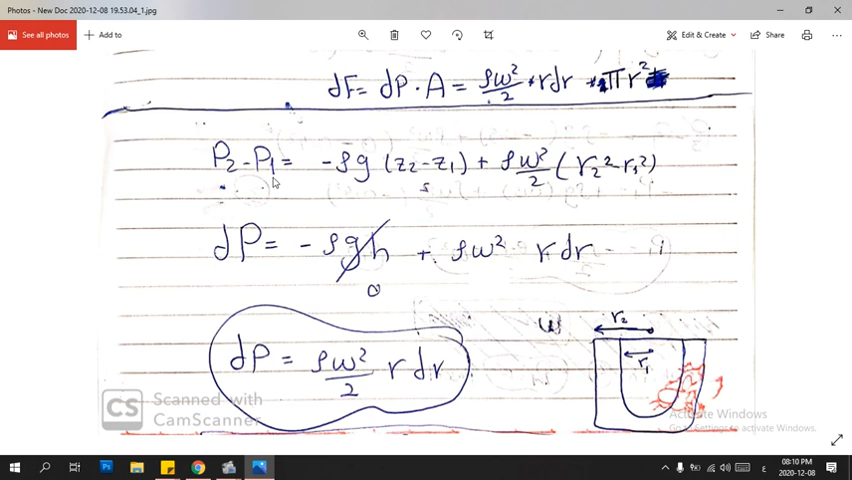 Photos - New Doc 2020-12-08 19.53.04_1.jpg
See all photos
Add to
Edit & Create
Share
dF = dP · A = ρω²/2 * r dr * π r²
P₂ - P₁ = -ρg (z₂ - z₁) + ρω²/2 (r₂² - r₁²)
dP = - ρgh + ρω² r dr
0
r₂
dP = ρω²/2 r dr
r₁
CS Scanned with
CamScanner
Activate Windows
Go to Settings to activate Windows.
08:10 PM
2020-12-08
ع
Ps